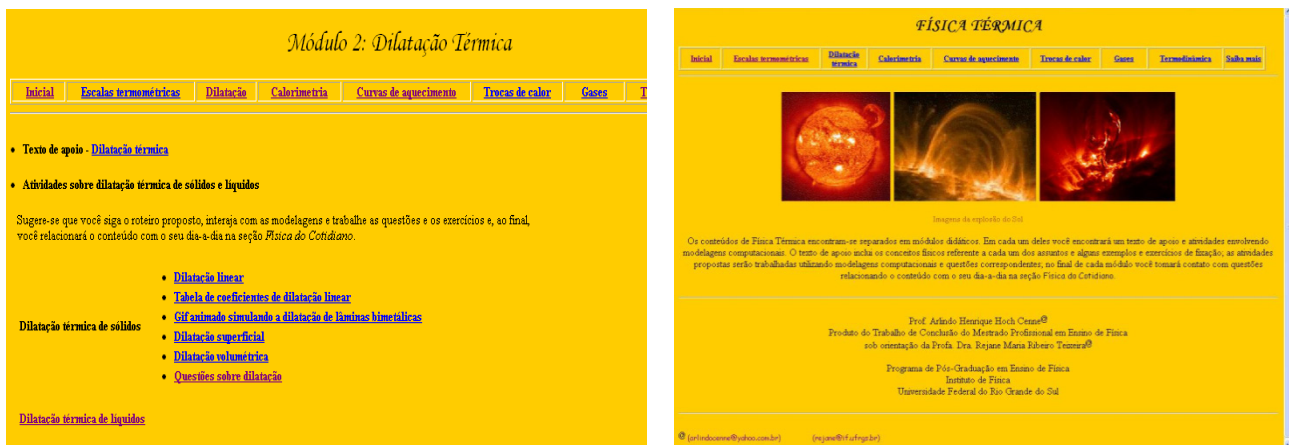 Módulo 2: Dilatação Térmica
Inicial Escalas termométricas Dilatação Calorimetria Curvas de aquecimento Trocas de calor Gases T
• Texto de apoio - Dilatação térmica
• Atividades sobre dilatação térmica de sólidos e líquidos
Sugere-se que você siga o roteiro proposto, interaja com as modelagens e trabalhe as questões e os exercícios e, ao final,
você relacionará o conteúdo com o seu dia-a-dia na seção Física do Cotidiano.
• Dilatação linear
• Tabela de coeficientes de dilatação linear
• Gif animado simulando a dilatação de lâminas bimetálicas
Dilatação térmica de sólidos
• Dilatação superficial
• Dilatação volumétrica
• Questões sobre dilatação
Dilatação térmica de líquidos
FÍSICA TÉRMICA
Inicial Escalas termométricas Dilatação térmica Calorimetria Curvas de aquecimento Trocas de calor Gases Termodinâmica Saiba mais
Imagens da explosão do Sol
Os conteúdos de Física Térmica encontram-se separados em módulos didáticos. Em cada um deles você encontrará um texto de apoio e atividades envolvendo
modelagens computacionais. O texto de apoio inclui os conceitos físicos referente a cada um dos assuntos e alguns exemplos e exercícios de fixação; as atividades
propostas serão trabalhadas utilizando modelagens computacionais e questões correspondentes; no final de cada módulo você tomará contato com questões
relacionando o conteúdo com o seu dia-a-dia na seção Física do Cotidiano.
Prof. Arlindo Henrique Hoch Cenne@
Produto do Trabalho de Conclusão do Mestrado Profissional em Ensino de Física
sob orientação da Profa. Dra. Rejane Maria Ribeiro Teixeira@
Programa de Pós-Graduação em Ensino de Física
Instituto de Física
Universidade Federal do Rio Grande do Sul
@ (arlindocenne@yahoo.com.br) (rejane@if.ufrgs.br)